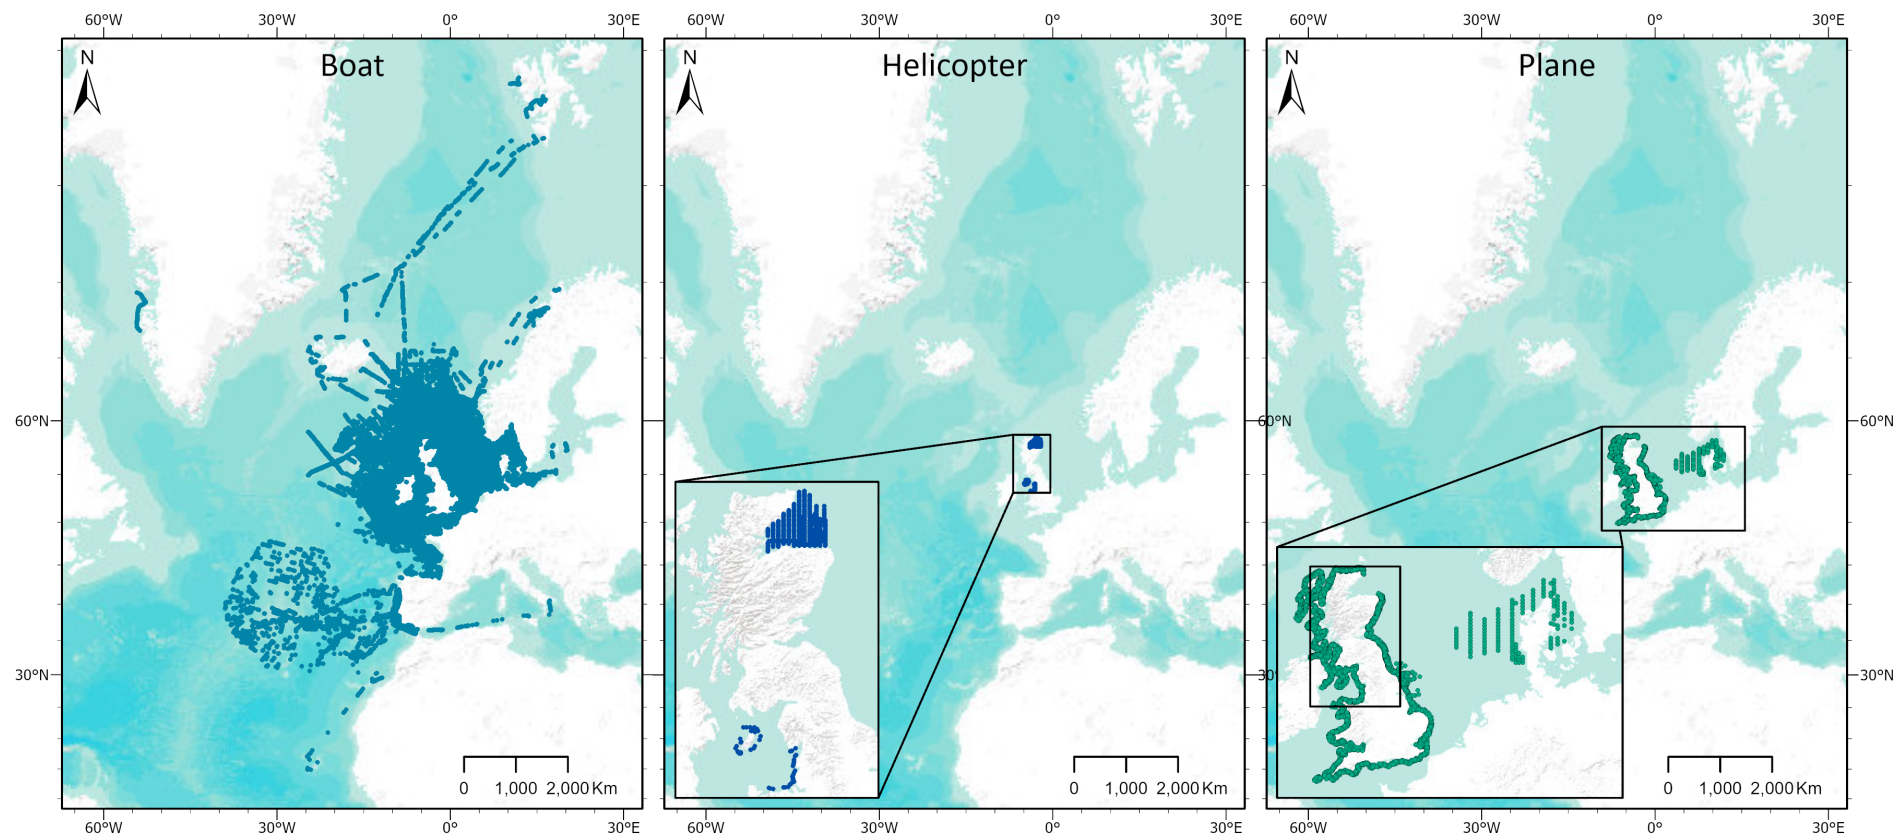 60°W 30°W 0° 30°E 60°W 30°W 0° 30°E 60°W 30°W 0° 30°E
Boat Helicopter Plane
N N N
60°N 60°N 60°N
30°N 30° 30°N
0 1,000 2,000 Km 0 1,000 2,000 Km 0 1,000 2,000 Km
60°W 30°W 0° 30°E 60°W 30°W 0° 30°E 60°W 30°W 0° 30°E